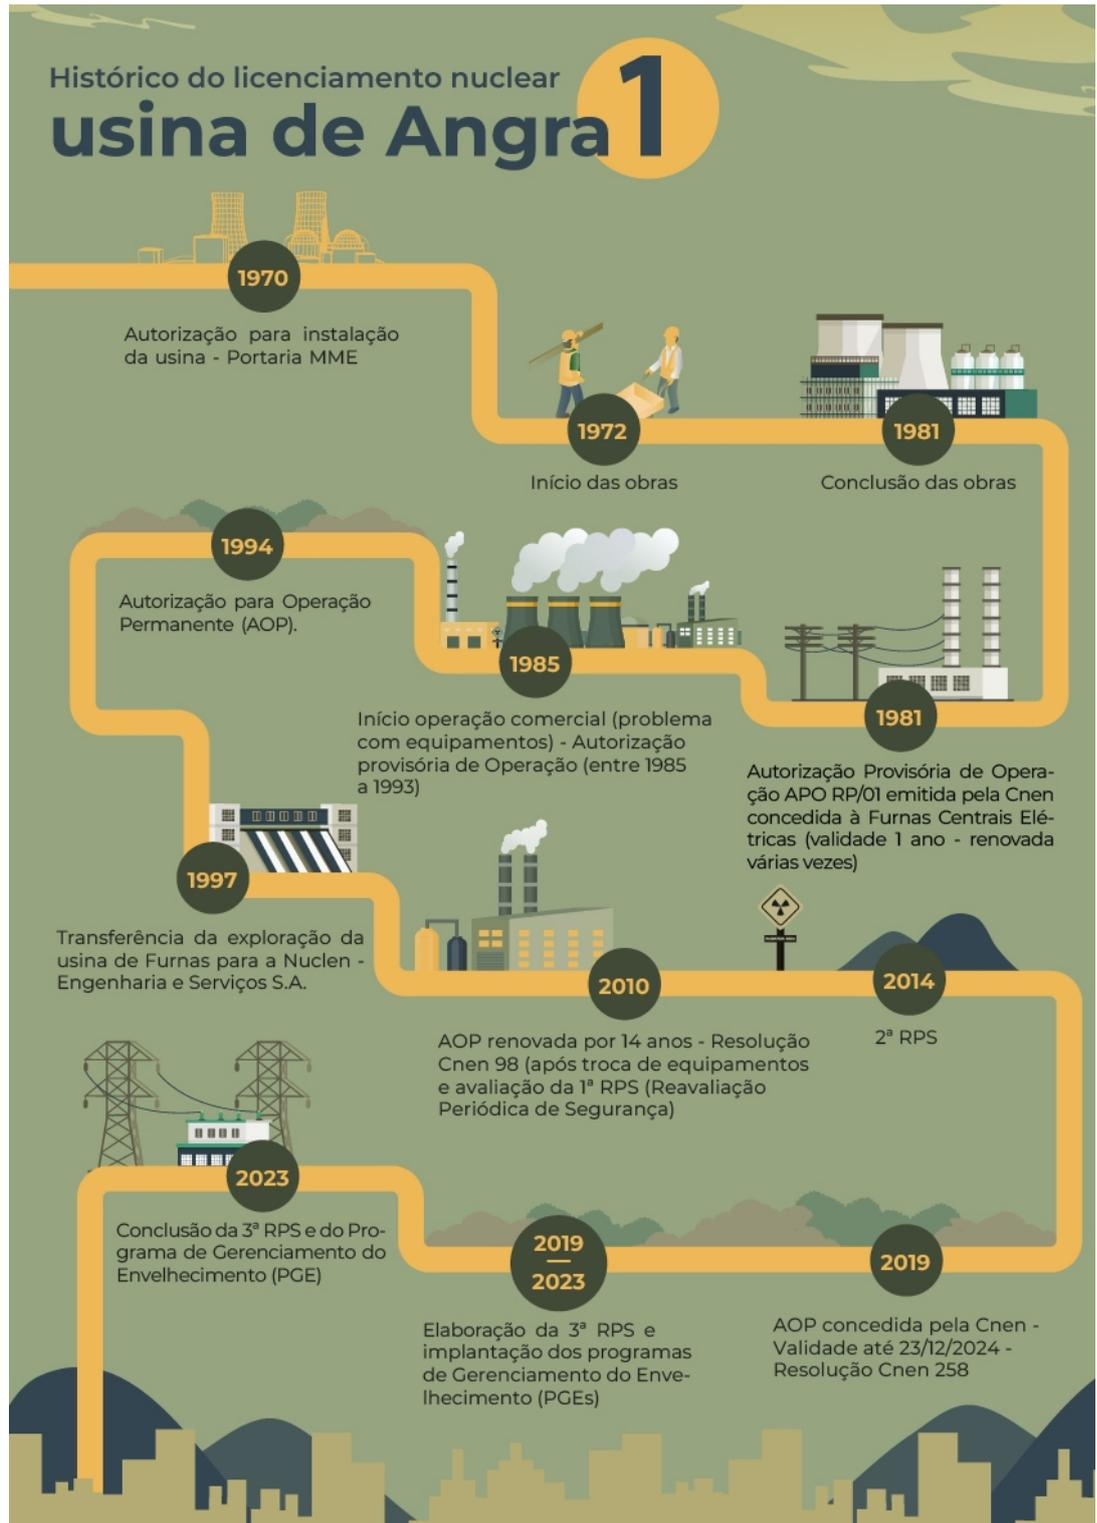 Histórico do licenciamento nuclear
usina de Angra 1
1970
Autorização para instalação
da usina - Portaria MME
1972
Início das obras
1981
Conclusão das obras
1981
Autorização Provisória de Opera-
ção APO RP/01 emitida pela Cnen
concedida à Furnas Centrais Elé-
tricas (validade 1 ano - renovada
várias vezes)
1985
Início operação comercial (problema
com equipamentos) - Autorização
provisória de Operação (entre 1985
a 1993)
1994
Autorização para Operação
Permanente (AOP).
1997
Transferência da exploração da
usina de Furnas para a Nuclen -
Engenharia e Serviços S.A.
2010
AOP renovada por 14 anos - Resolução
Cnen 98 (após troca de equipamentos
e avaliação da 1ª RPS (Reavaliação
Periódica de Segurança)
2014
2ª RPS
2019
AOP concedida pela Cnen -
Validade até 23/12/2024 -
Resolução Cnen 258
2019
2023
Elaboração da 3ª RPS e
implantação dos programas
de Gerenciamento do Enve-
lhecimento (PGEs)
2023
Conclusão da 3ª RPS e do Pro-
grama de Gerenciamento do
Envelhecimento (PGE)